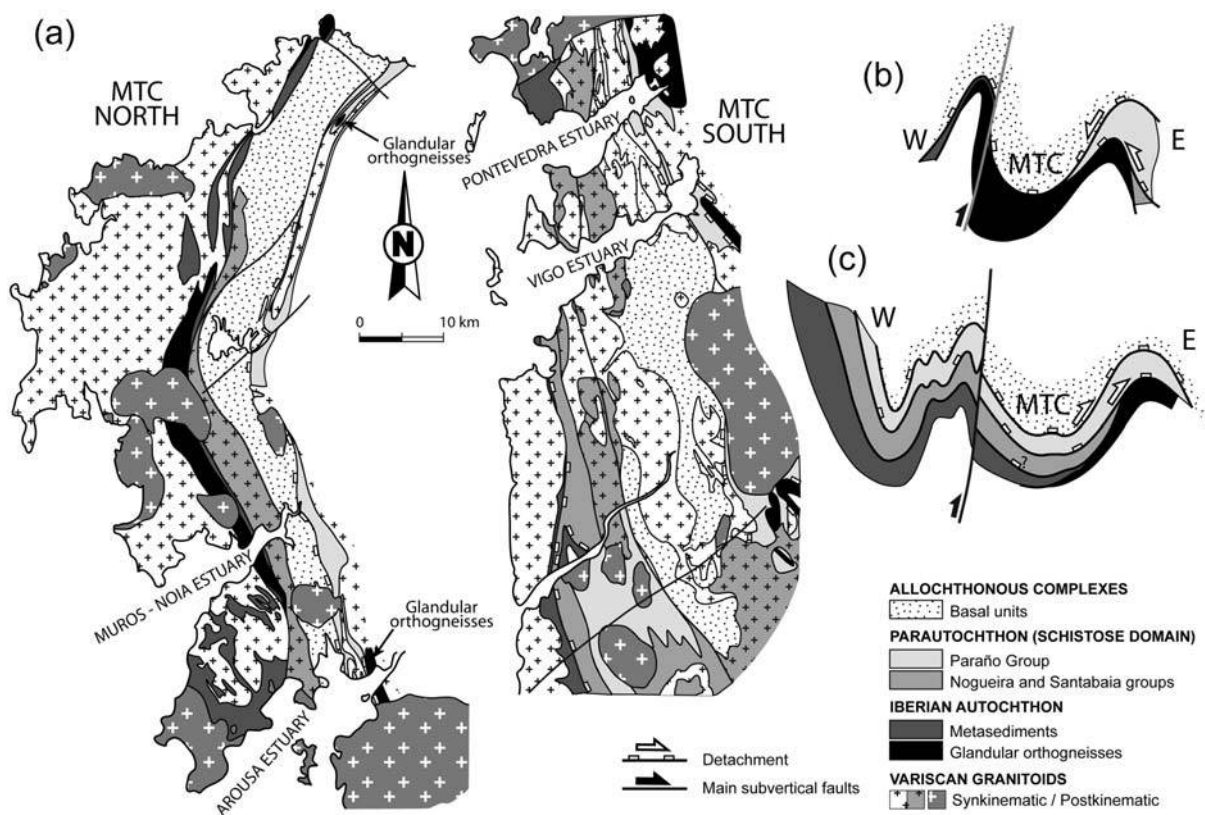 (a)
MTC
NORTH
Glandular
orthogneisses
N
0 10 km
MUROS - NOIA ESTUARY
Glandular
orthogneisses
AROUSA ESTUARY
PONTEVEDRA ESTUARY
MTC
SOUTH
VIGO ESTUARY
(b)
W
MTC
E
(c)
W
MTC
E
?
Detachment
Main subvertical faults
ALLOCHTHONOUS COMPLEXES
Basal units
PARAUTOCHTHON (SCHISTOSE DOMAIN)
Paraño Group
Nogueira and Santabaia groups
IBERIAN AUTOCHTHON
Metasediments
Glandular orthogneisses
VARISCAN GRANITOIDS
Synkinematic / Postkinematic